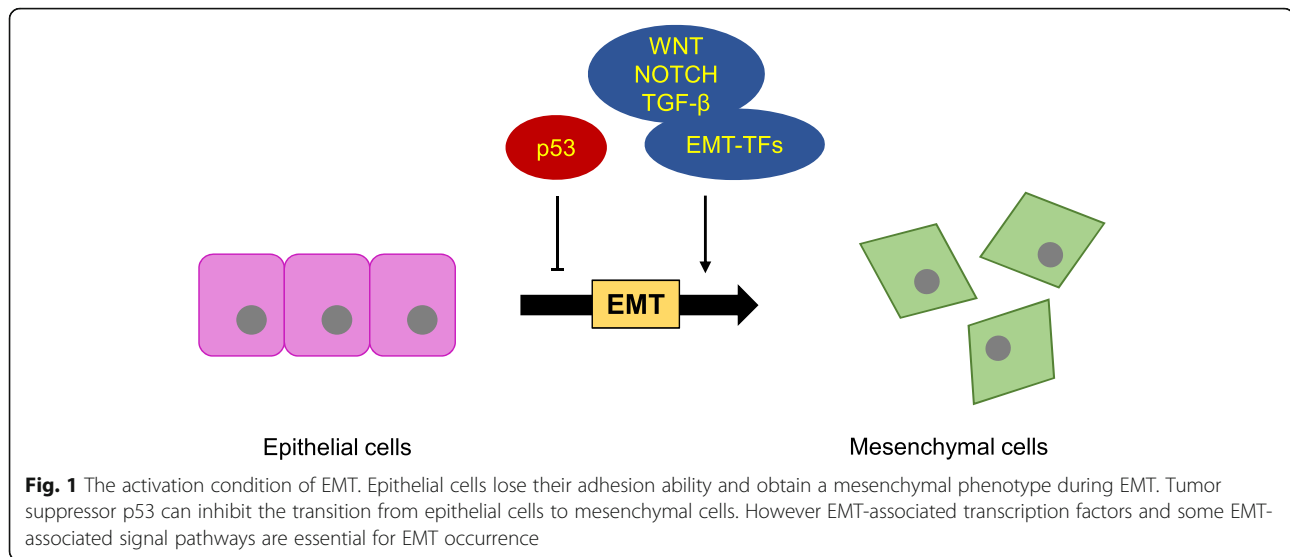 WNT
NOTCH
TGF-β
p53
EMT-TFs
EMT
Epithelial cells
Mesenchymal cells
Fig. 1 The activation condition of EMT. Epithelial cells lose their adhesion ability and obtain a mesenchymal phenotype during EMT. Tumor
suppressor p53 can inhibit the transition from epithelial cells to mesenchymal cells. However EMT-associated transcription factors and some EMT-
associated signal pathways are essential for EMT occurrence